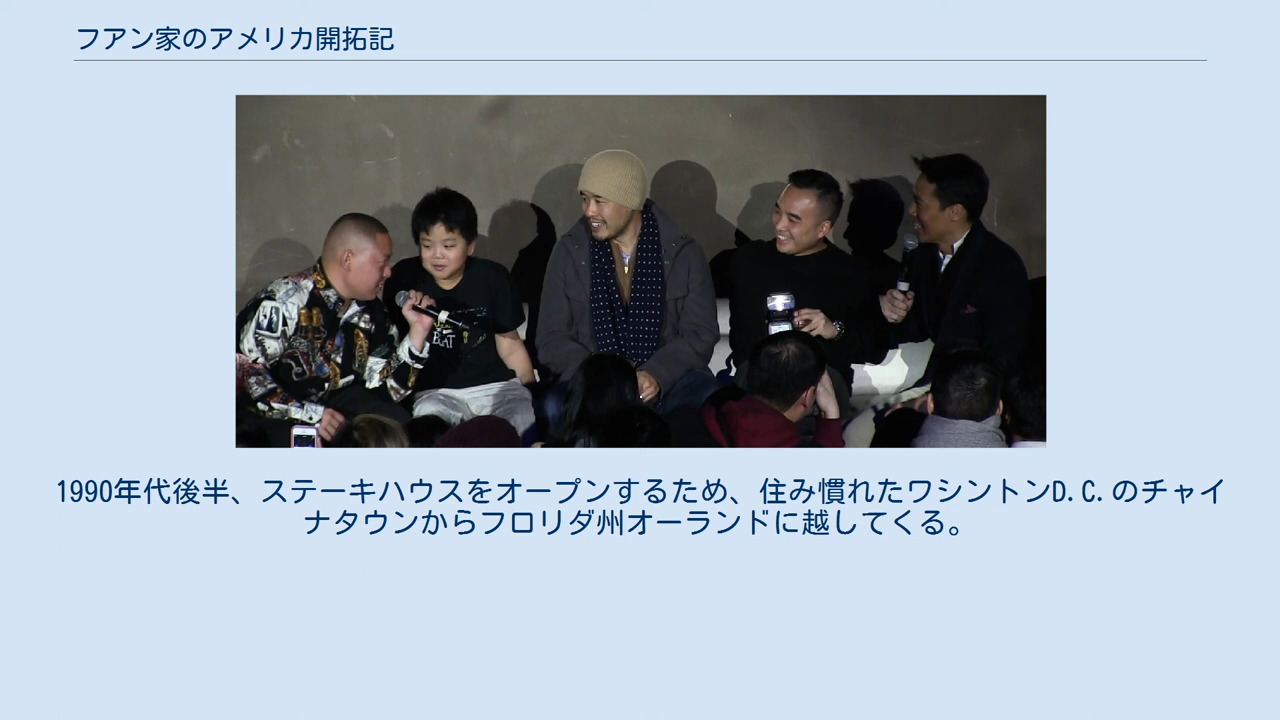 フアン家のアメリカ開拓記
1990年代後半、ステーキハウスをオープンするため、住み慣れたワシントンD.C.のチャイ
ナタウンからフロリダ州オーランドに越してくる。